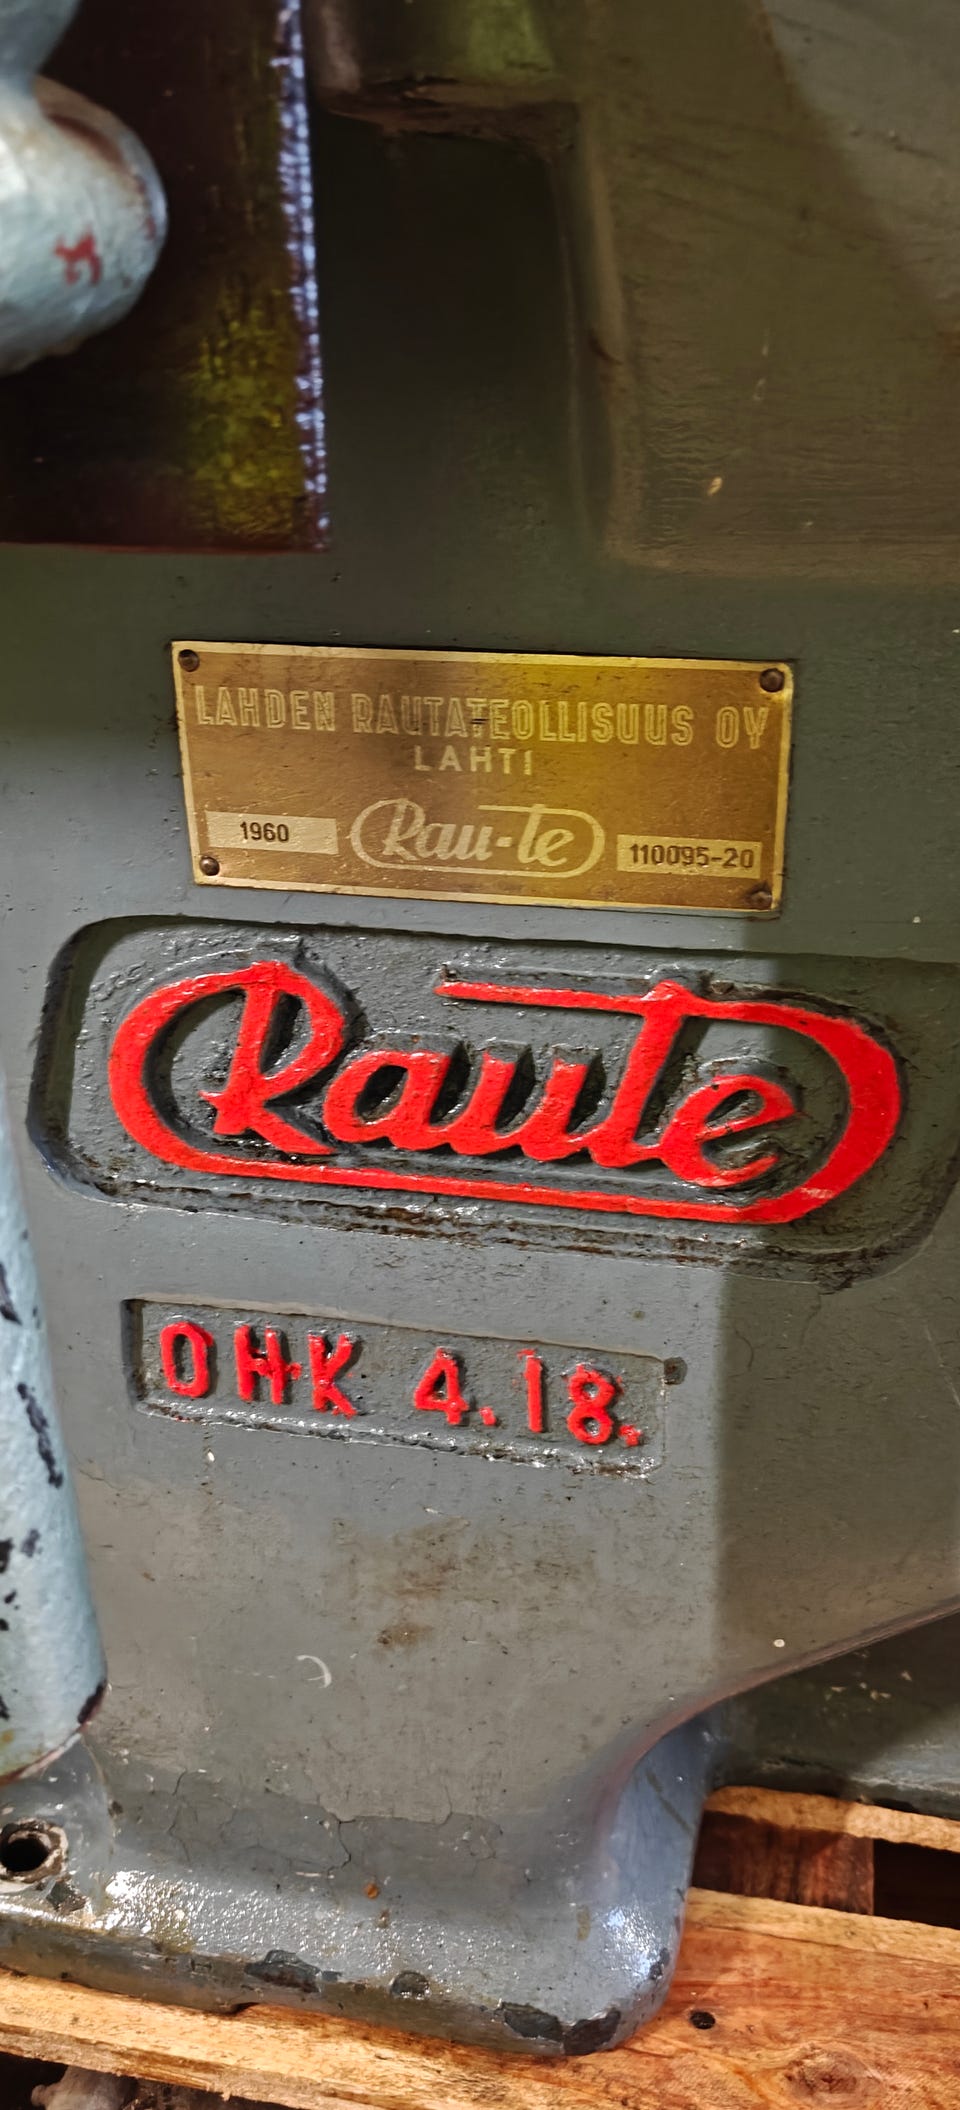 LAHDEN RAUTATEOLLISUUS OY
LAHTI
1960 Rau-te 110095-20
Raute
OHK 4.18.